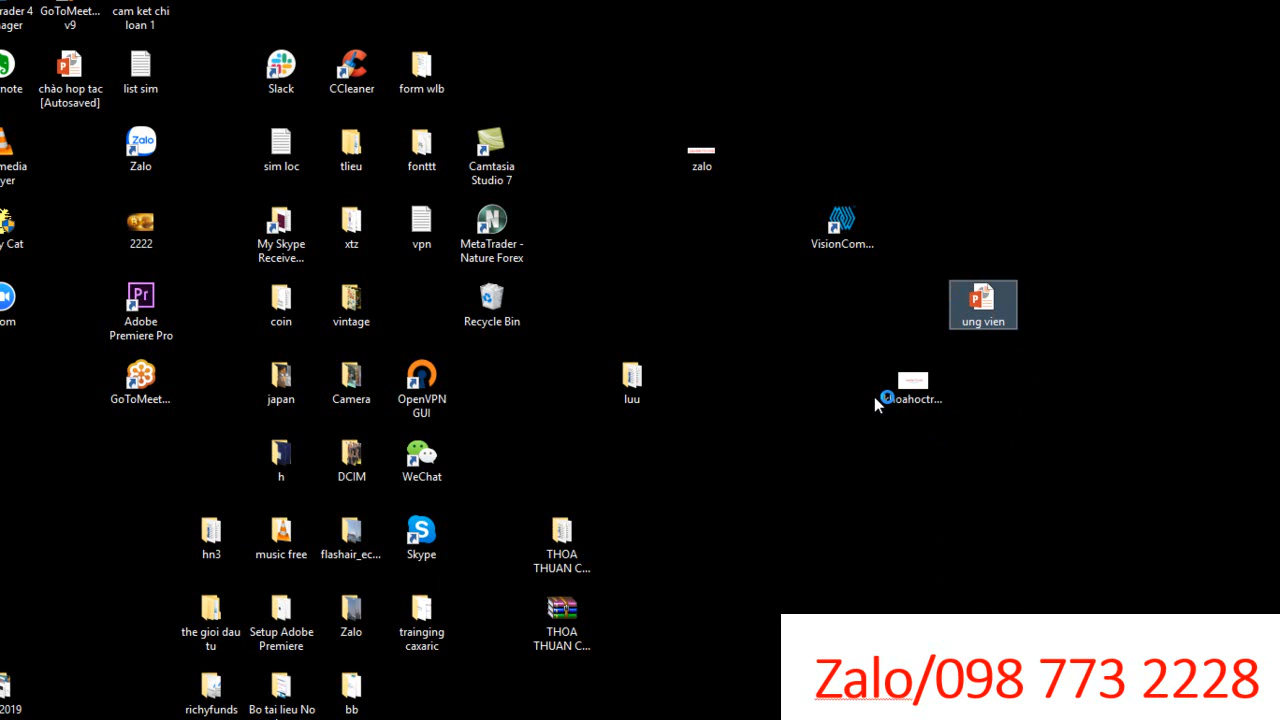 rader 4
ager
GoToMeet...
v9
cam ket chi
loan 1
note
chào hop tac
[Autosaved]
list sim
Slack
CCleaner
form wlb
media
yer
Zalo
Zalo
sim loc
tlieu
fonttt
Camtasia
Studio 7
zalo
y Cat
2222
My Skype
Receive...
xtz
vpn
N
MetaTrader -
Nature Forex
VisionCom...
om
Pr
Adobe
Premiere Pro
coin
vintage
Recycle Bin
P
ung vien
GoToMeet...
japan
Camera
OpenVPN
GUI
luu
oahoctr...
h
DCIM
WeChat
hn3
music free
flashair_ec...
S
Skype
THOA
THUAN C...
the gioi dau
tu
Setup Adobe
Premiere
Zalo
trainging
caxaric
THOA
THUAN C...
2019
richyfunds
Bo tai lieu No
bb
Zalo/098 773 2228